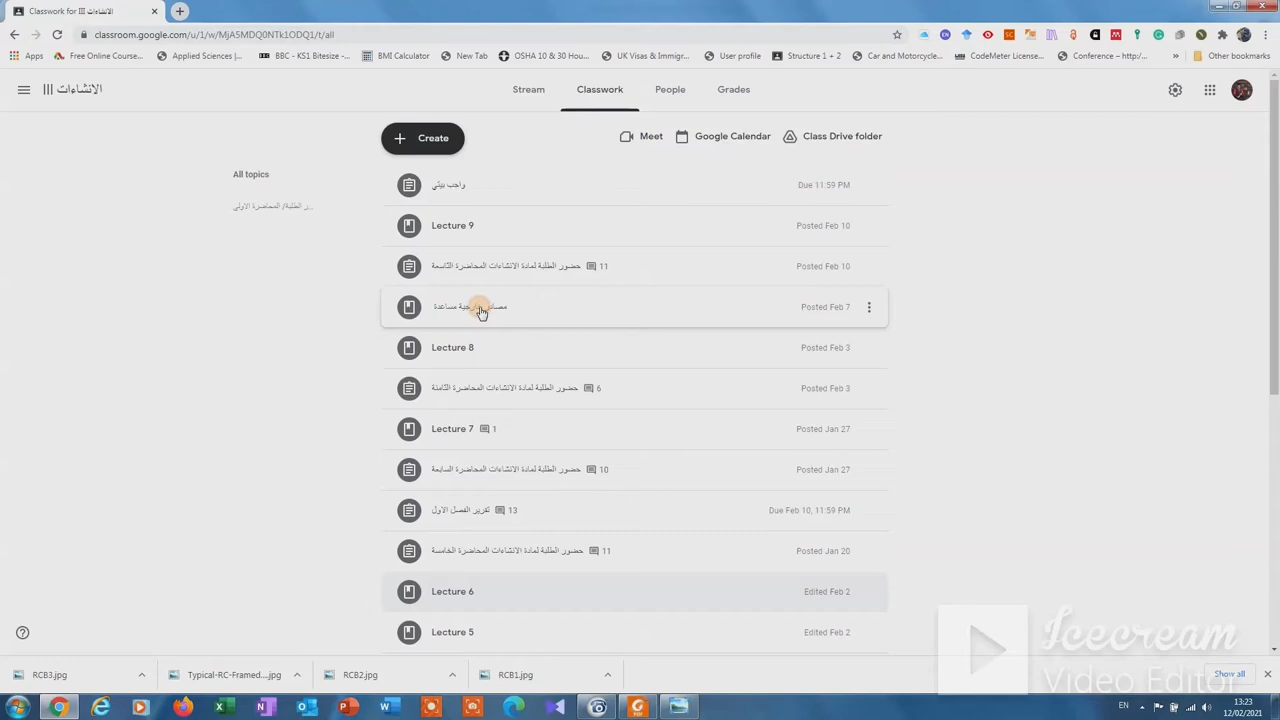 Classwork for III الانشاءات
classroom.google.com/u/1/w/MjA5MDQ0NTk1ODQ1/t/all
Apps
Free Online Course...
Applied Sciences |...
BBC - KS1 Bitesize -...
BMI Calculator
New Tab
OSHA 10 & 30 Hou...
UK Visas & Immigr...
User profile
Structure 1 + 2
Car and Motorcycle...
CodeMeter License...
Conference – http:/...
Other bookmarks
الانشاءات III
Stream
Classwork
People
Grades
Create
Meet
Google Calendar
Class Drive folder
All topics
ر الطلبة/ المحاضرة الاولى...
واجب بيتي
Due 11:59 PM
Lecture 9
Posted Feb 10
حضور الطلبة لمادة الانشاءات المحاضرة التاسعة 11
Posted Feb 10
مساعدة
Posted Feb 7
Lecture 8
Posted Feb 3
حضور الطلبة لمادة الانشاءات المحاضرة الثامنة 6
Posted Feb 3
Lecture 7 1
Posted Jan 27
حضور الطلبة لمادة الانشاءات المحاضرة السابعة 10
Posted Jan 27
تقرير الفصل الاول 13
Due Feb 10, 11:59 PM
حضور الطلبة لمادة الانشاءات المحاضرة الخامسة 11
Posted Jan 20
Lecture 6
Edited Feb 2
Lecture 5
Edited Feb 2
Icecream
Video Editor
RCB3.jpg
Typical-RC-Framed....jpg
RCB2.jpg
RCB1.jpg
Show all
EN
13:23
12/02/2021